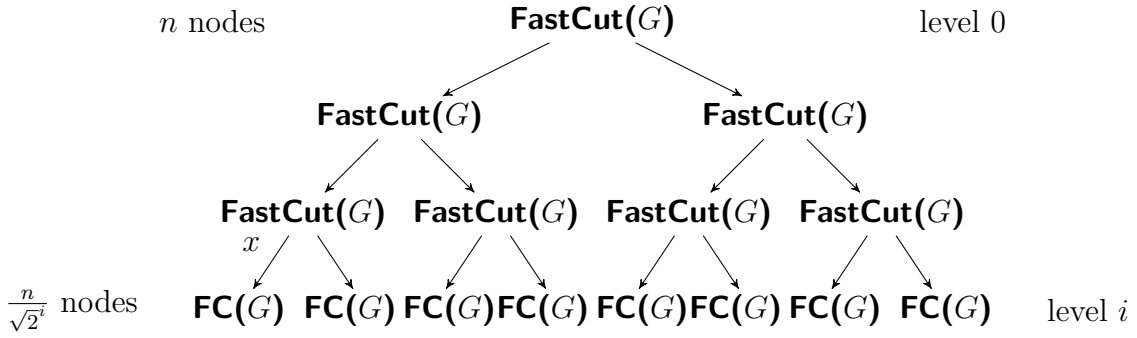 n nodes FastCut(G) level 0
FastCut(G) FastCut(G)
FastCut(G) FastCut(G) FastCut(G) FastCut(G)
x
n/√2^i nodes FC(G) FC(G) FC(G) FC(G) FC(G) FC(G) FC(G) FC(G) level i